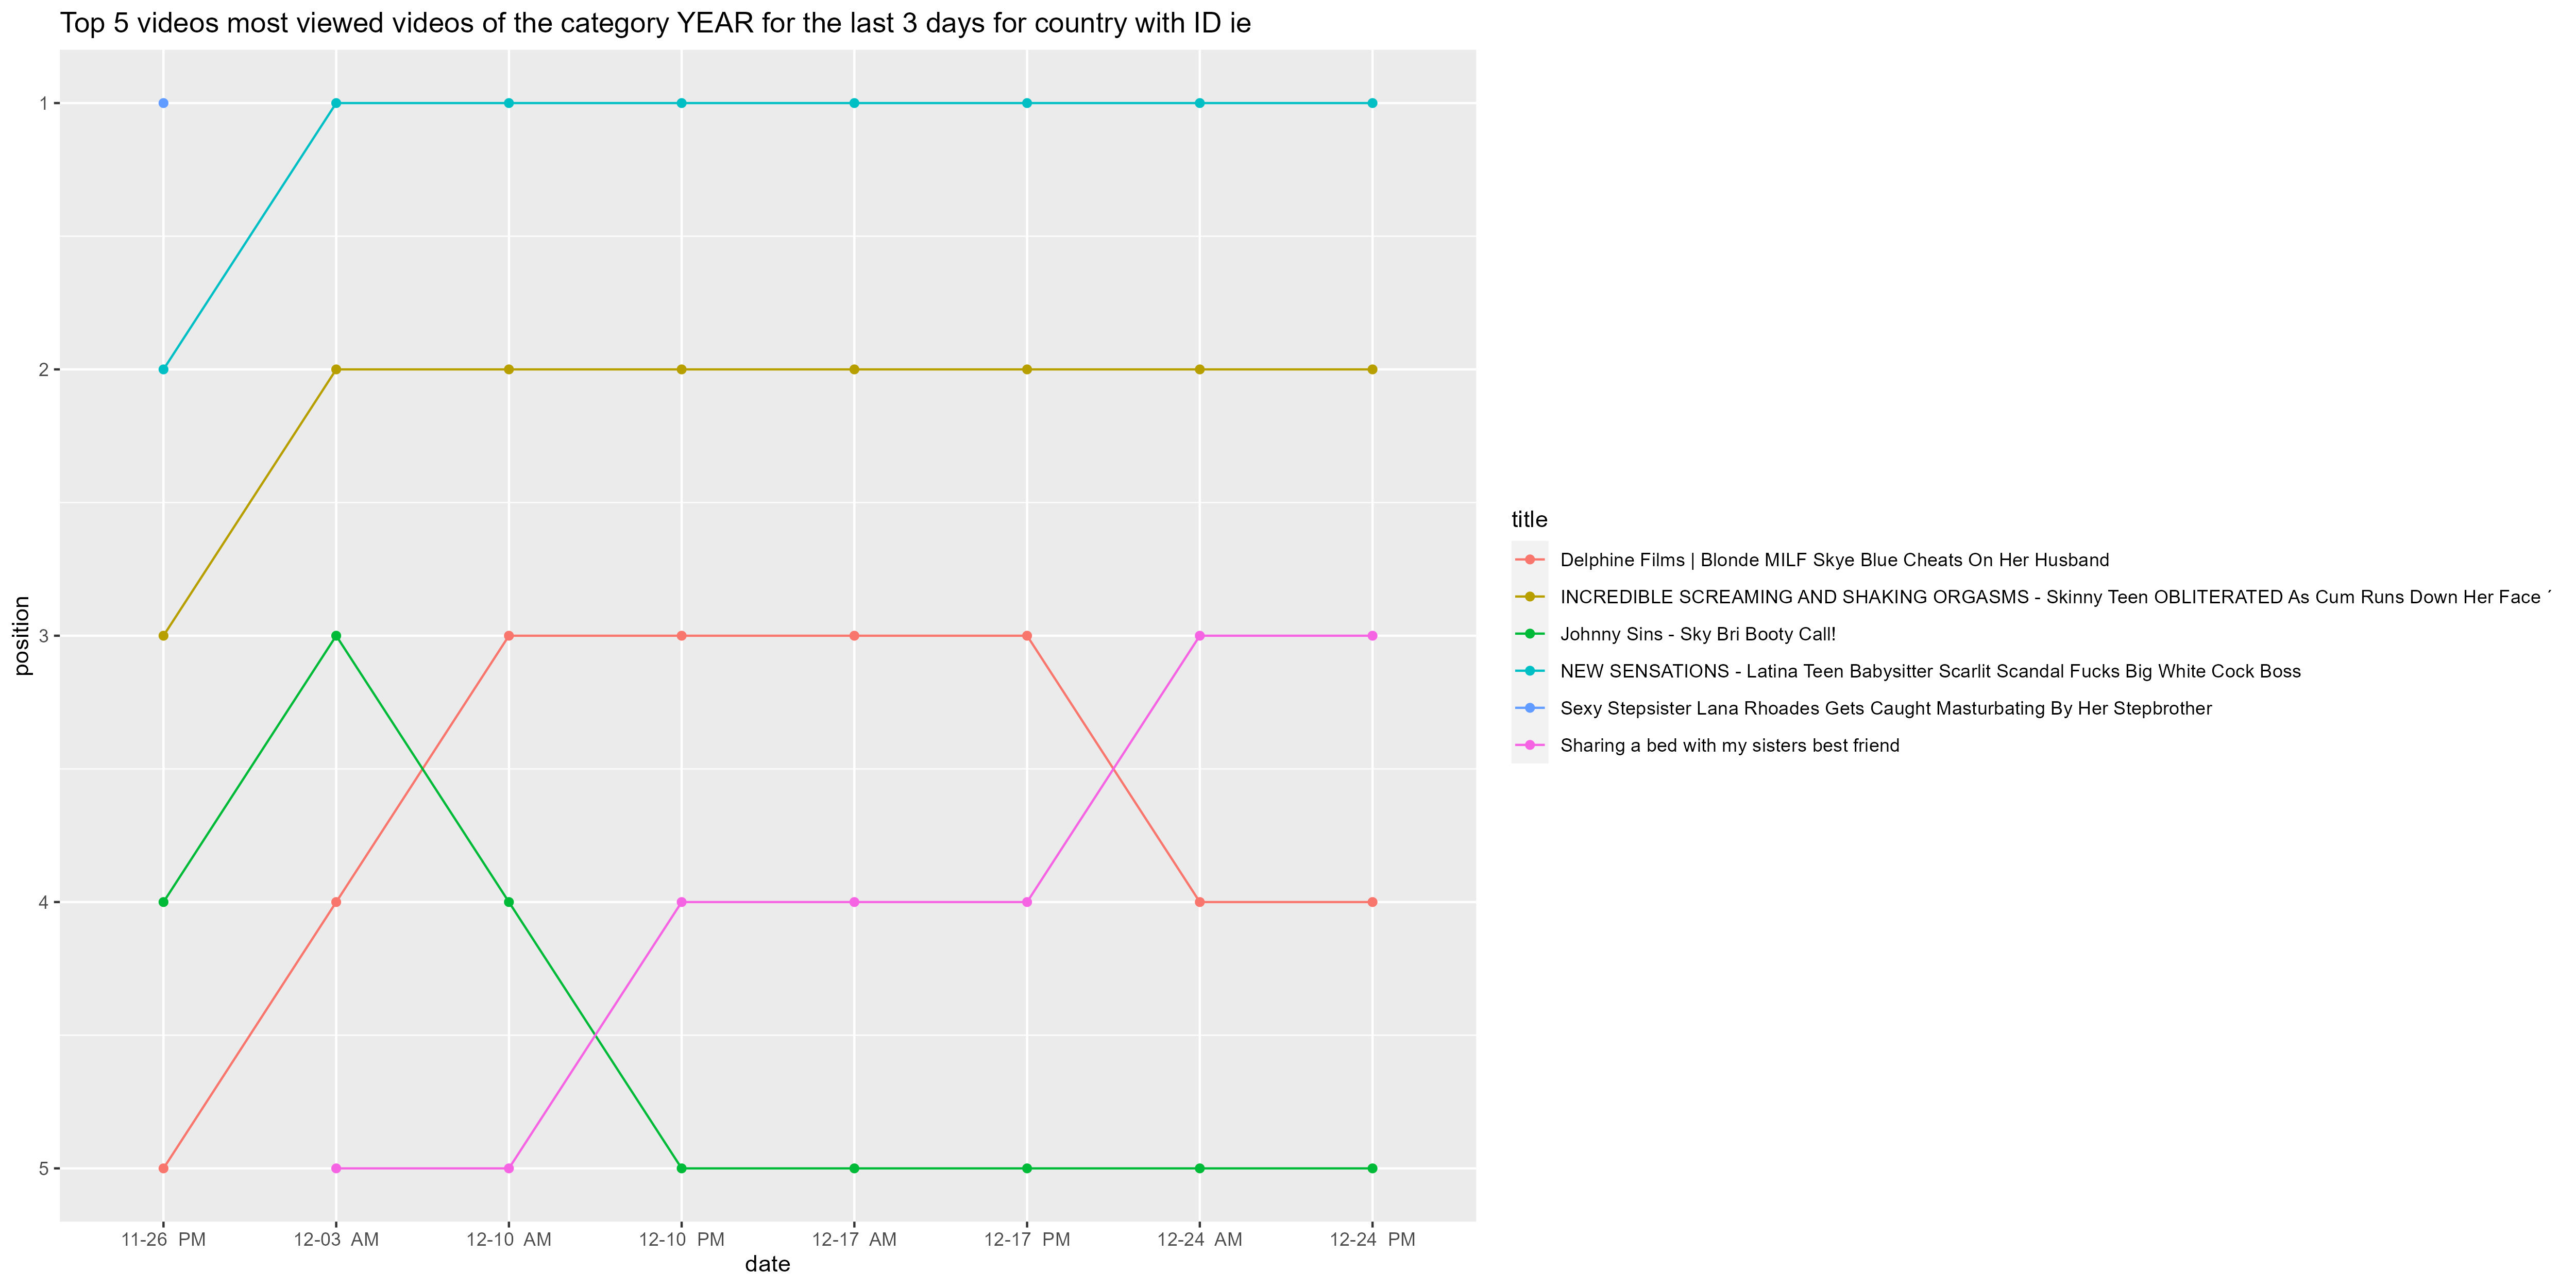 Top 5 videos most viewed videos of the category YEAR for the last 3 days for country with ID ie
position
1
2
3
4
5
11-26 PM
12-03 AM
12-10 AM
12-10 PM
12-17 AM
12-17 PM
12-24 AM
12-24 PM
date
title
Delphine Films | Blonde MILF Skye Blue Cheats On Her Husband
INCREDIBLE SCREAMING AND SHAKING ORGASMS - Skinny Teen OBLITERATED As Cum Runs Down Her Face
Johnny Sins - Sky Bri Booty Call!
NEW SENSATIONS - Latina Teen Babysitter Scarlit Scandal Fucks Big White Cock Boss
Sexy Stepsister Lana Rhoades Gets Caught Masturbating By Her Stepbrother
Sharing a bed with my sisters best friend